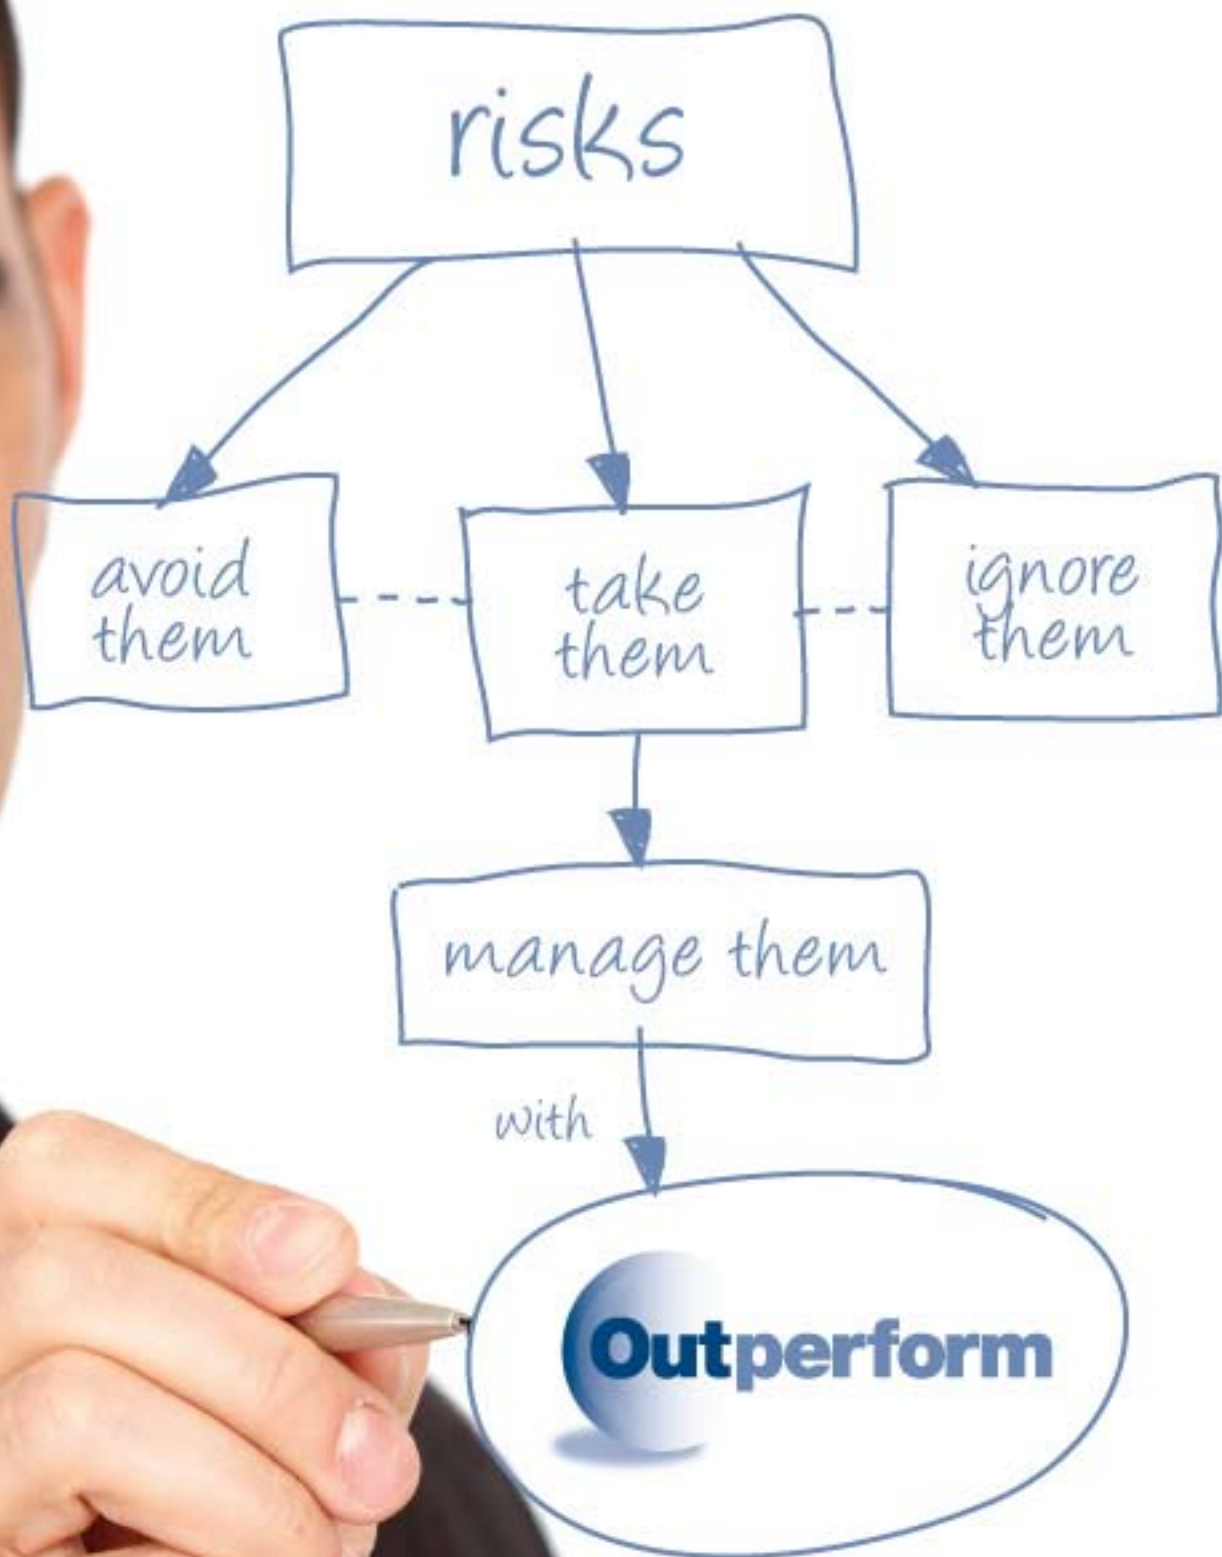 risks
avoid
them
take
them
ignore
them
manage them
with
Outperform